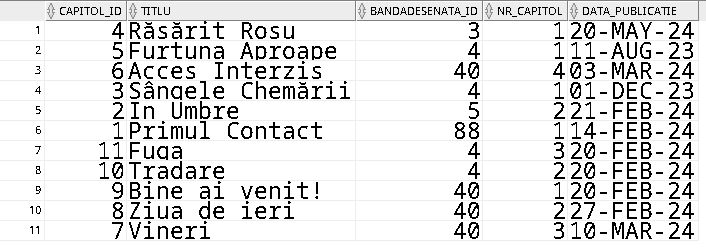 CAPITOL_ID TITLU BANDADESENATA_ID NR_CAPITOL DATA_PUBLICATIE
1 4 Răsărit Rosu 3 1 20-MAY-24
2 5 Furtuna Aproape 4 1 11-AUG-23
3 6 Acces Interzis 40 4 03-MAR-24
4 3 Sângele Chemării 4 1 01-DEC-23
5 2 In Umbre 5 2 21-FEB-24
6 1 Primul Contact 88 1 14-FEB-24
7 11 Fuga 4 3 20-FEB-24
8 10 Tradare 4 2 20-FEB-24
9 9 Bine ai venit! 40 1 20-FEB-24
10 8 Ziua de ieri 40 2 27-FEB-24
11 7 Vineri 40 3 10-MAR-24